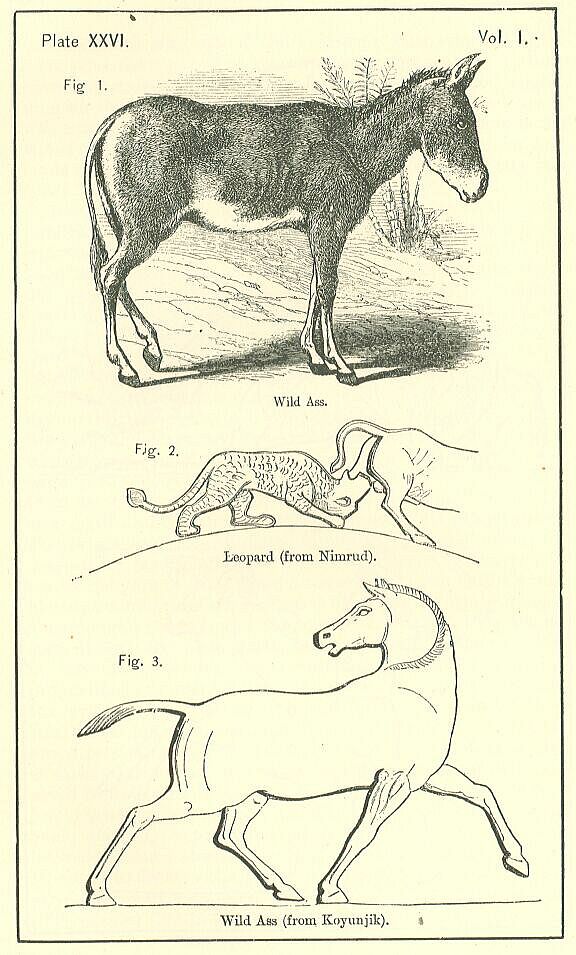 Plate XXVI.
Vol. I.
Fig 1.
Wild Ass.
Fig. 2.
Leopard (from Nimrud).
Fig. 3.
Wild Ass (from Koyunjik).